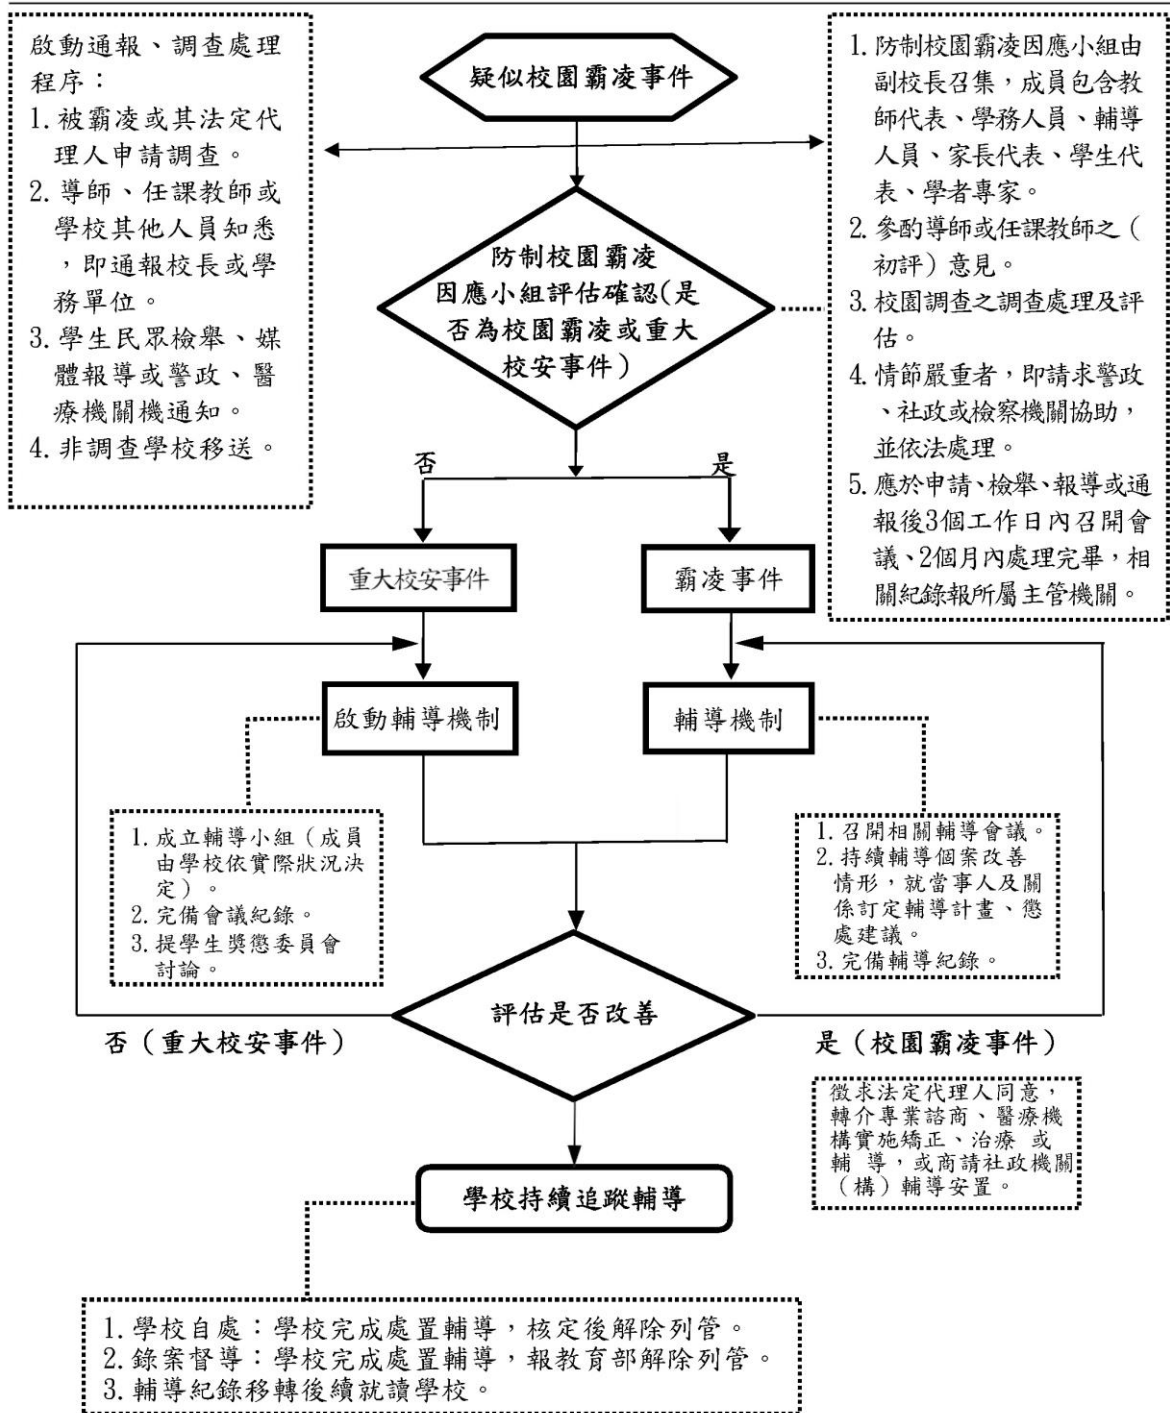 啟動通報、調查處理
程序：
1. 被霸凌或其法定代
理人申請調查。
2. 導師、任課教師或
學校其他人員知悉
，即通報校長或學
務單位。
3. 學生民眾檢舉、媒
體報導或警政、醫
療機關機通知。
4. 非調查學校移送。
疑似校園霸凌事件
1. 防制校園霸凌因應小組由
副校長召集，成員包含教
師代表、學務人員、輔導
人員、家長代表、學生代
表、學者專家。
2. 參酌導師或任課教師之（
初評）意見。
3. 校園調查之調查處理及評
估。
4. 情節嚴重者，即請求警政
、社政或檢察機關協助，
並依法處理。
5. 應於申請、檢舉、報導或通
報後3個工作日內召開會
議、2個月內處理完畢，相
關紀錄報所屬主管機關。
防制校園霸凌
因應小組評估確認(是
否為校園霸凌或重大
校安事件)
否
是
重大校安事件
霸凌事件
啟動輔導機制
輔導機制
1. 成立輔導小組（成員
由學校依實際狀況決
定）。
2. 完備會議紀錄。
3. 提學生獎懲委員會
討論。
1. 召開相關輔導會議。
2. 持續輔導個案改善
情形，就當事人及關
係訂定輔導計畫、懲
處建議。
3. 完備輔導紀錄。
評估是否改善
否（重大校安事件）
是（校園霸凌事件）
徵求法定代理人同意，
轉介專業諮商、醫療機
構實施矯正、治療 或
輔 導，或商請社政機關
（構）輔導安置。
學校持續追蹤輔導
1. 學校自處：學校完成處置輔導，核定後解除列管。
2. 錄案督導：學校完成處置輔導，報教育部解除列管。
3. 輔導紀錄移轉後續就讀學校。